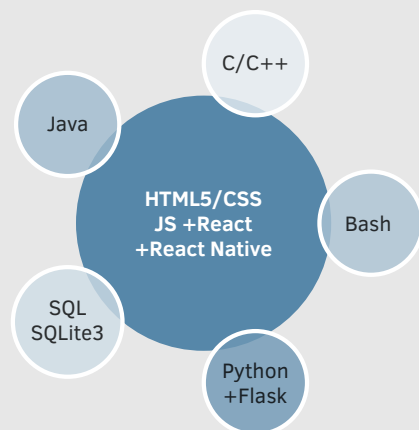 C/C++
Java
HTML5/CSS
JS +React
+React Native
Bash
SQL
SQLite3
Python
+Flask